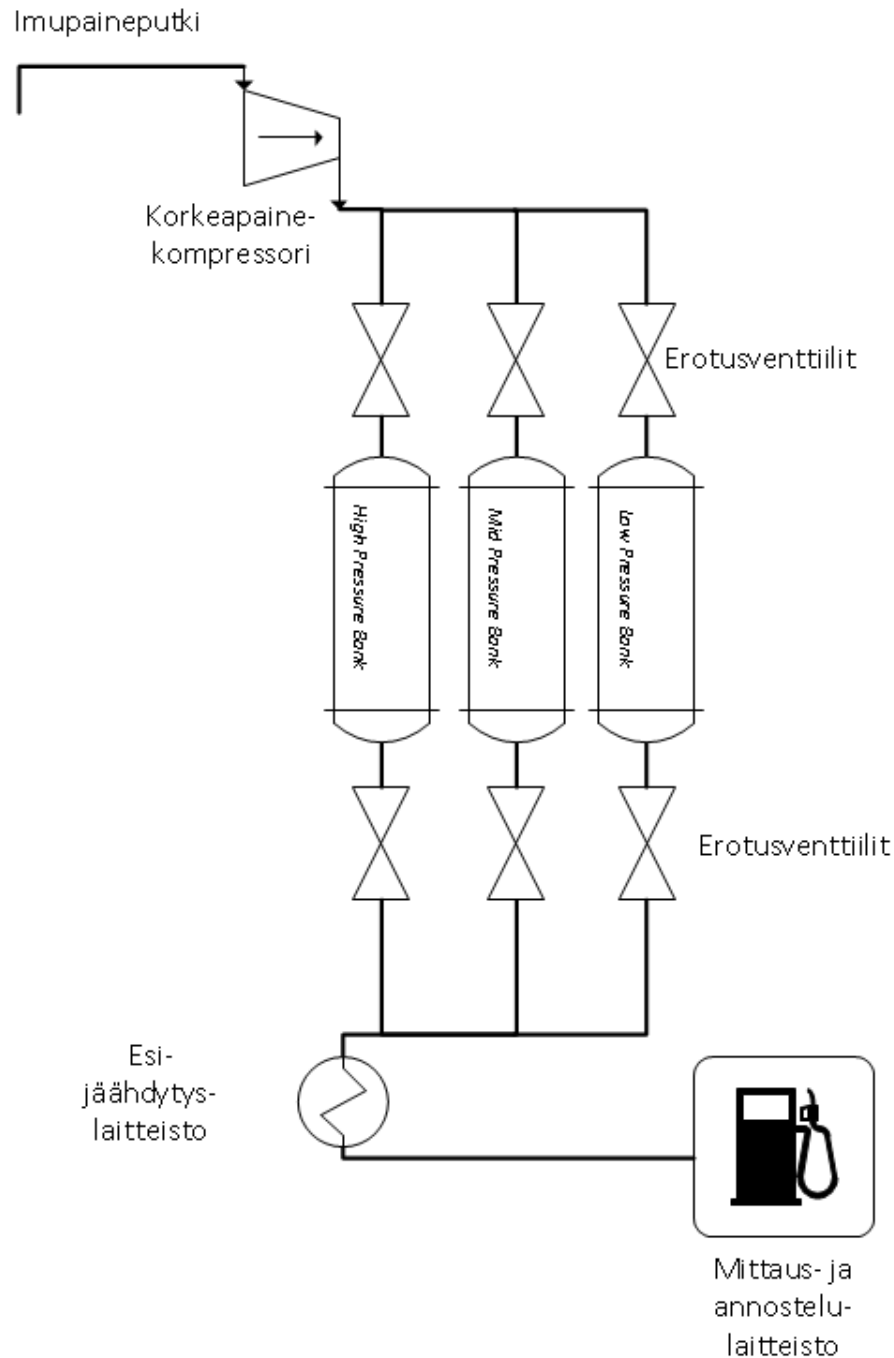 Imupaineputki
Korkeapaine-
kompressori
Erotusventtiilit
High Pressure Bank
Mid Pressure Bank
Low Pressure Bank
Erotusventtiilit
Esi-
jäähdytys-
laitteisto
Mittaus- ja
annostelu-
laitteisto